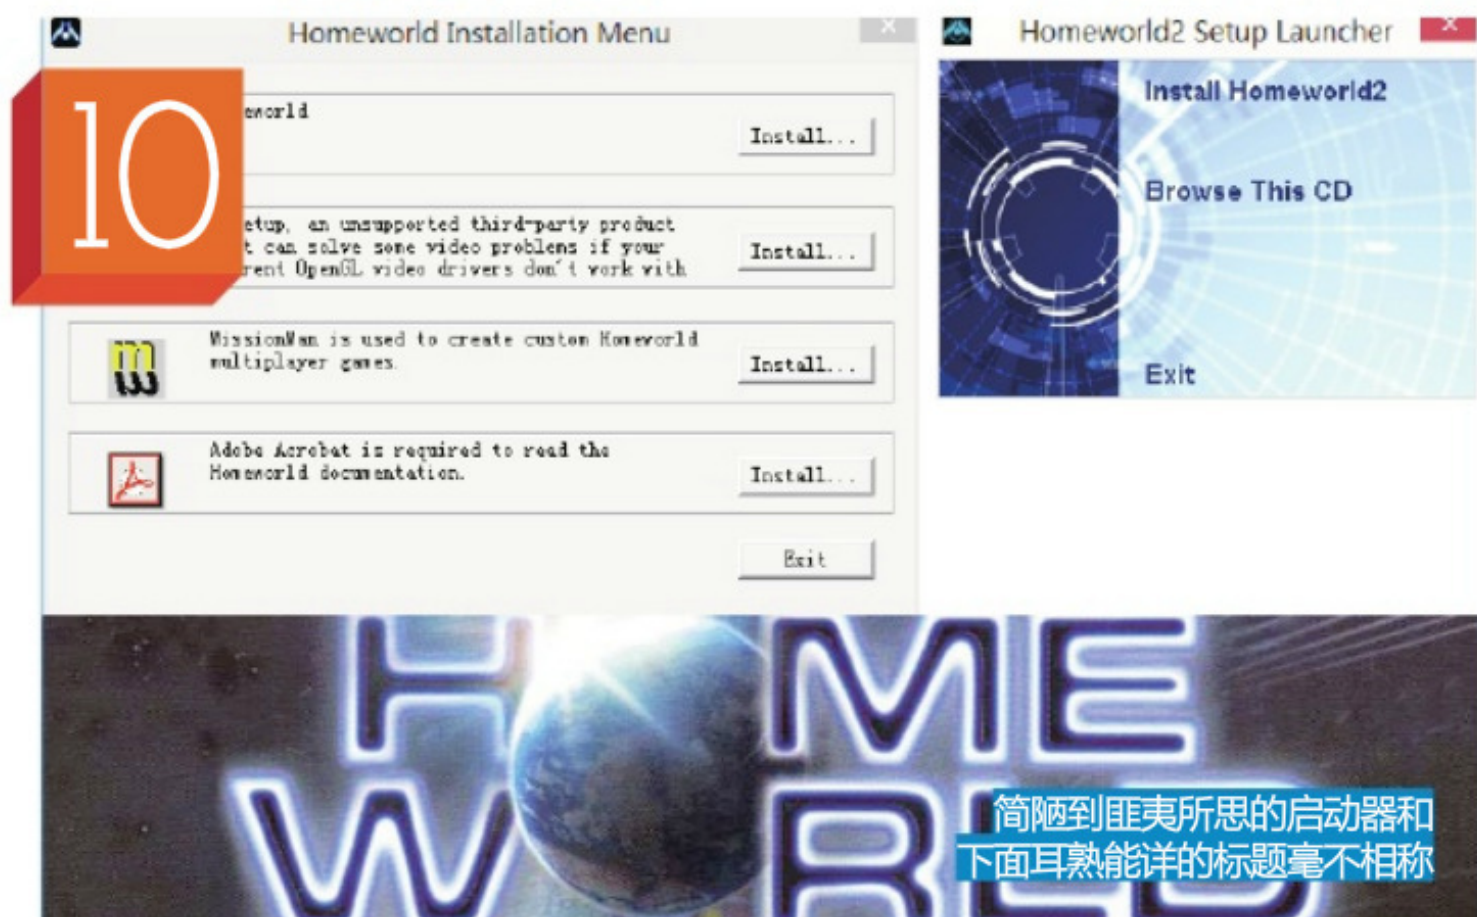 Homeworld Installation Menu
10
eworld
Install...
etup, an unsupported third-party product
t can solve some video problems if your
rent OpenGL video drivers don't work with
Install...
MissionMan is used to create custom Homeworld
multiplayer games.
Install...
Adobe Acrobat is required to read the
Homeworld documentation.
Install...
Exit
Homeworld2 Setup Launcher
Install Homeworld2
Browse This CD
Exit
H ME
W RLD
简陋到匪夷所思的启动器和
下面耳熟能详的标题毫不相称